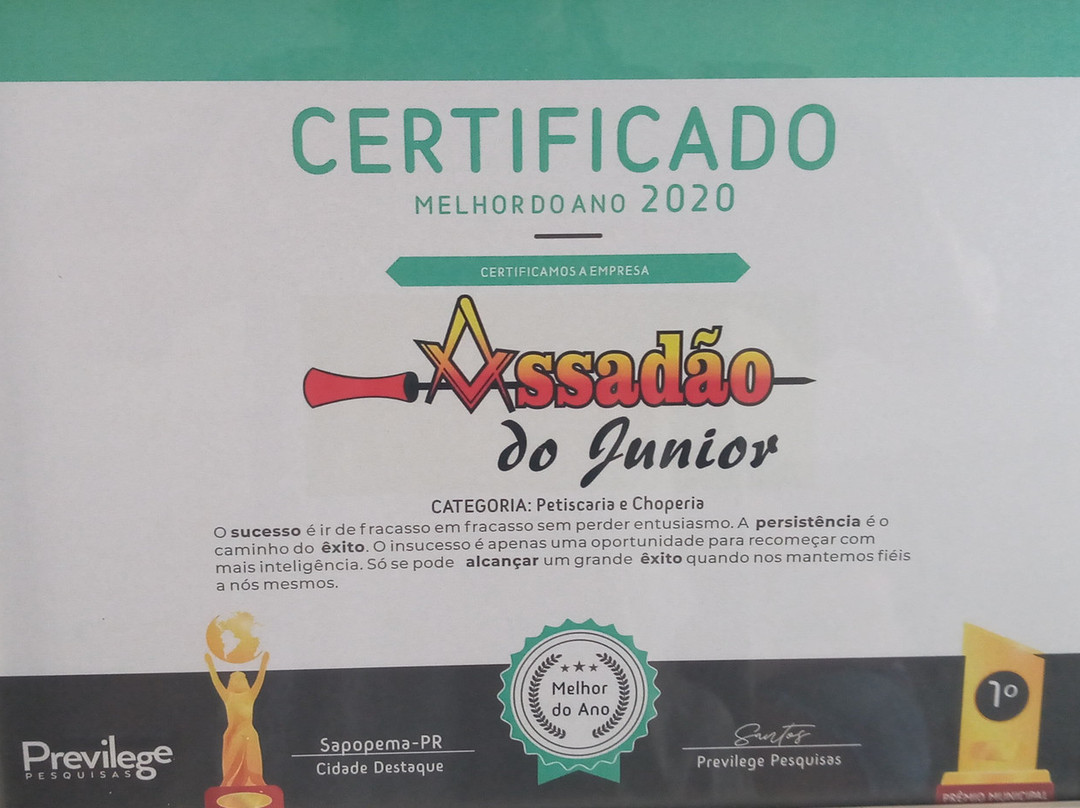 CERTIFICADO
MELHOR DO ANO 2020
CERTIFICAMOS A EMPRESA
Assadão
do Junior
CATEGORIA: Petiscaria e Choperia
O sucesso é ir de fracasso em fracasso sem perder entusiasmo. A persistência é o
caminho do êxito. O insucesso é apenas uma oportunidade para recomeçar com
mais inteligência. Só se pode alcançar um grande êxito quando nos mantemos fiéis
a nós mesmos.
Melhor
do Ano
1º
Previlege
PESQUISAS
Sapopema-PR
Cidade Destaque
Santos
Previlege Pesquisas
PRÊMIO MUNICIPAL